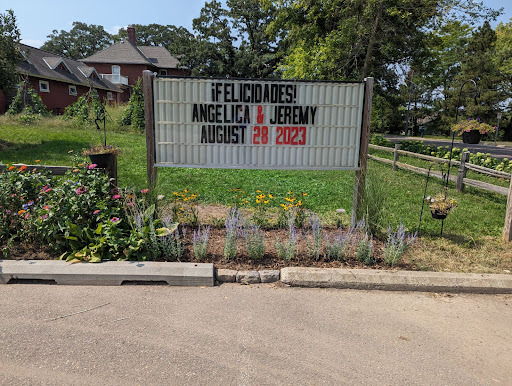 ¡FELICIDADES!
ANGELICA & JEREMY
AUGUST 28 2023